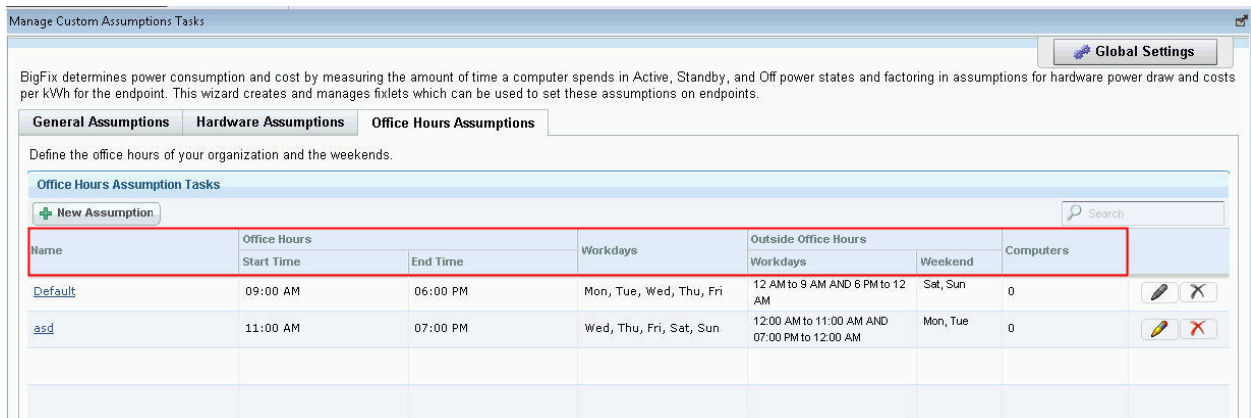 Manage Custom Assumptions Tasks
Global Settings
BigFix determines power consumption and cost by measuring the amount of time a computer spends in Active, Standby, and Off power states and factoring in assumptions for hardware power draw and costs
per kWh for the endpoint. This wizard creates and manages fixlets which can be used to set these assumptions on endpoints.
General Assumptions Hardware Assumptions Office Hours Assumptions
Define the office hours of your organization and the weekends.
Office Hours Assumption Tasks
New Assumption Search
Name Office Hours Workdays Outside Office Hours Computers
Start Time End Time Workdays Weekend
Default 09:00 AM 06:00 PM Mon, Tue, Wed, Thu, Fri 12 AM to 9 AM AND 6 PM to 12 Sat, Sun 0
AM
asd 11:00 AM 07:00 PM Wed, Thu, Fri, Sat, Sun 12:00 AM to 11:00 AM AND Mon, Tue 0
07:00 PM to 12:00 AM